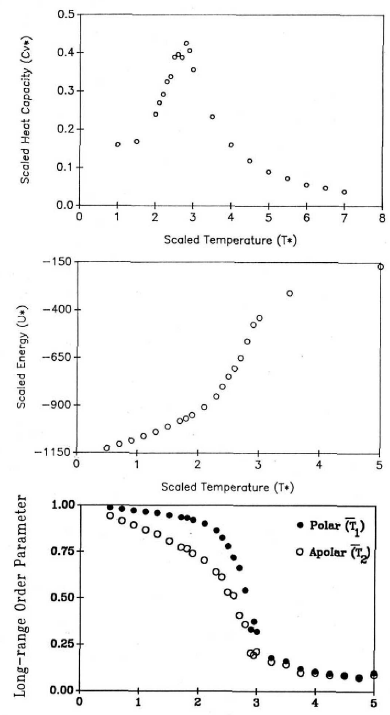 0.5
0.4
0.3
0.2
0.1
0.0
Scaled Heat Capacity (Cv*)
0 1 2 3 4 5 6 7 8
Scaled Temperature (T*)
-150
-400
-650
-900
-1150
Scaled Energy (U*)
0 1 2 3 4 5
Scaled Temperature (T*)
1.00
0.75
0.50
0.25
0.00
Long-range Order Parameter
Polar (T̅₁)
Apolar (T̅₂)
0 1 2 3 4 5